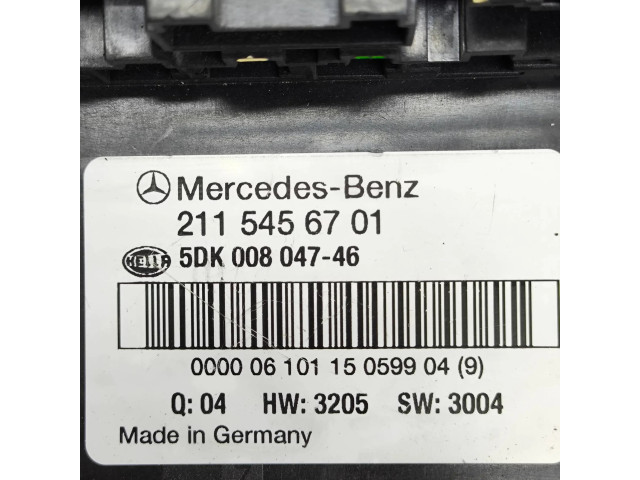 Mercedes-Benz
211 545 67 01
HELLA 5DK 008 047-46
0000 06 101 15 0599 04 (9)
Q: 04 HW: 3205 SW: 3004
Made in Germany